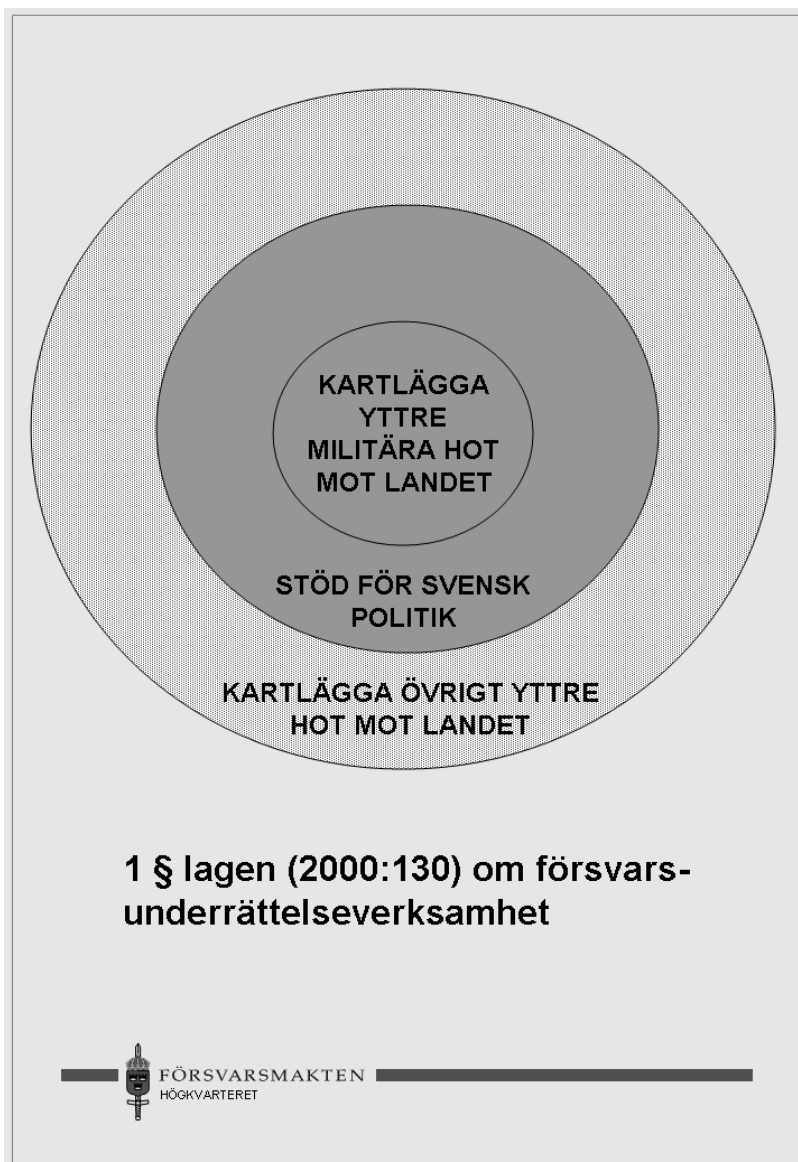 KARTLÄGGA
YTTRE
MILITÄRA HOT
MOT LANDET
STÖD FÖR SVENSK
POLITIK
KARTLÄGGA ÖVRIGT YTTRE
HOT MOT LANDET
1 § lagen (2000:130) om försvars-
underrättelseverksamhet
FÖRSVARSMAKTEN
HÖGKVARTERET